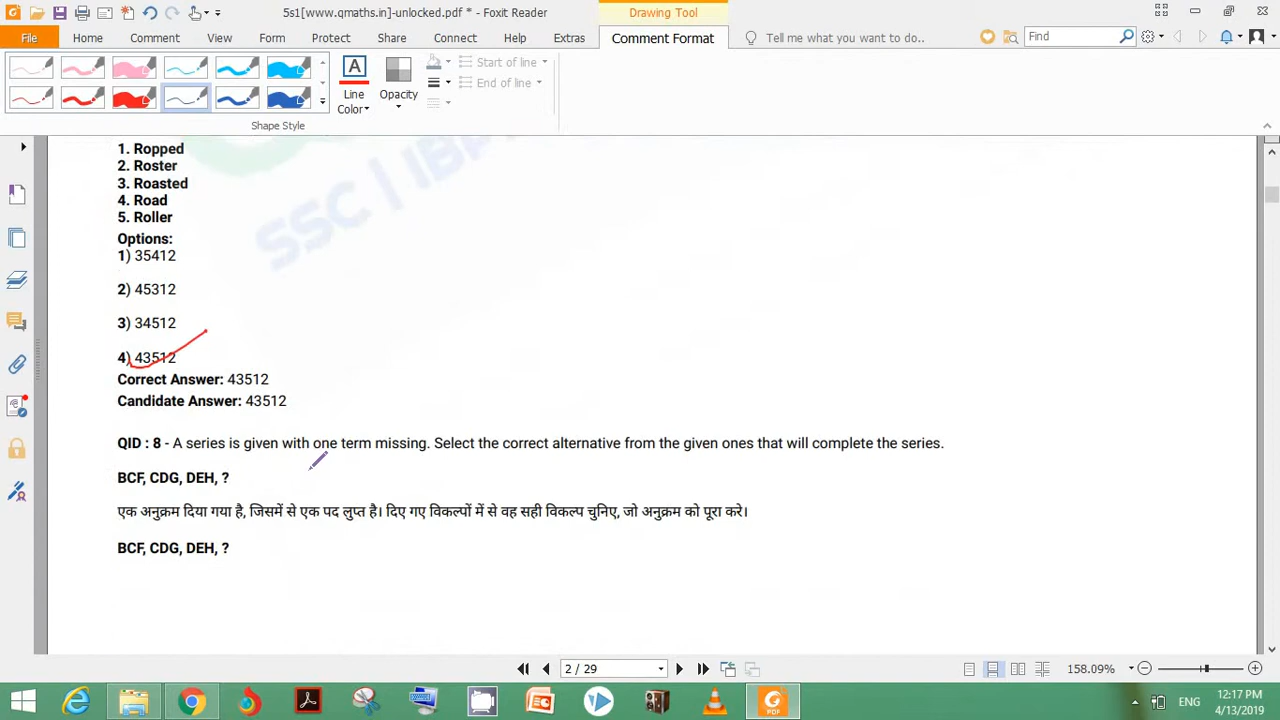 5s1[www.qmaths.in]-unlocked.pdf * - Foxit Reader
Drawing Tool
File Home Comment View Form Protect Share Connect Help Extras Comment Format Tell me what you want to do.. Find
Line Color
Opacity
Start of line
End of line
Shape Style
SSC | IBP
1. Ropped
2. Roster
3. Roasted
4. Road
5. Roller
Options:
1) 35412
2) 45312
3) 34512
4) 43512
Correct Answer: 43512
Candidate Answer: 43512
QID : 8 - A series is given with one term missing. Select the correct alternative from the given ones that will complete the series.
BCF, CDG, DEH, ?
एक अनुक्रम दिया गया है, जिसमें से एक पद लुप्त है। दिए गए विकल्पों में से वह सही विकल्प चुनिए, जो अनुक्रम को पूरा करे।
BCF, CDG, DEH, ?
2 / 29
158.09%
ENG
12:17 PM
4/13/2019